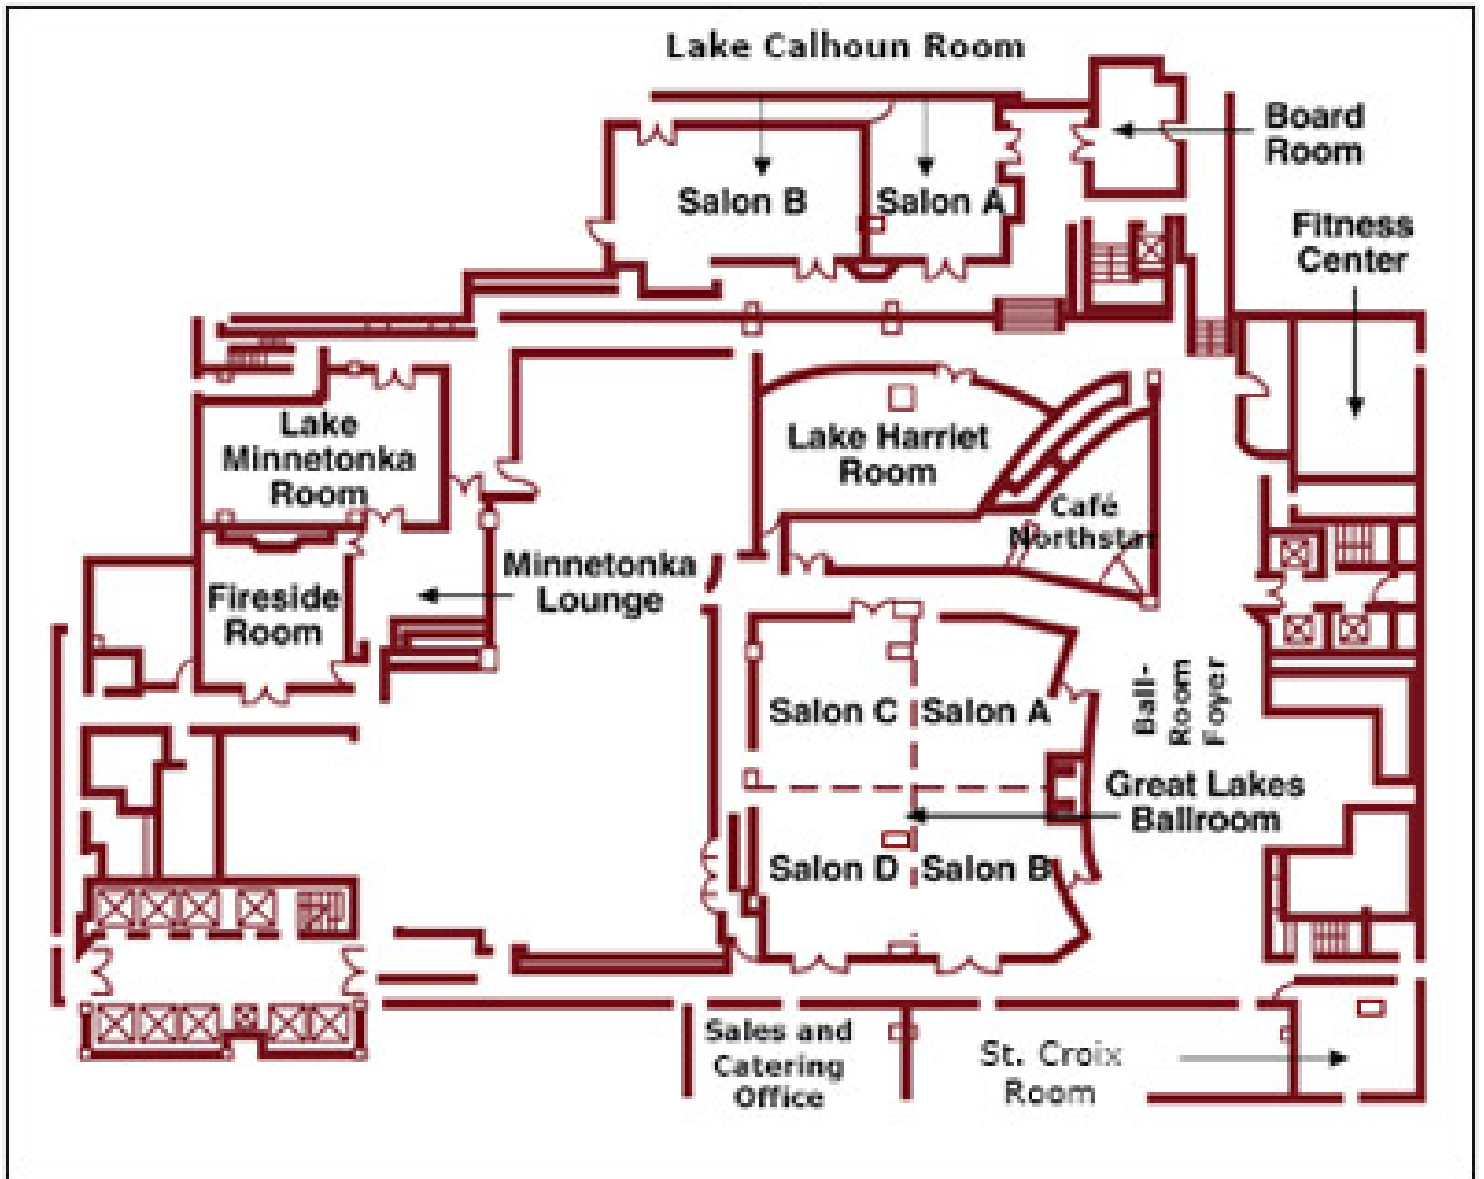 Lake Calhoun Room
Board
Room
Salon B
Salon A
Fitness
Center
Lake
Minnetonka
Room
Lake Harriet
Room
Café
Northstar
Minnetonka
Lounge
Fireside
Room
Salon C
Salon A
Ball-
Room
Foyer
Great Lakes
Ballroom
Salon D
Salon B
Sales and
Catering
Office
St. Croix
Room